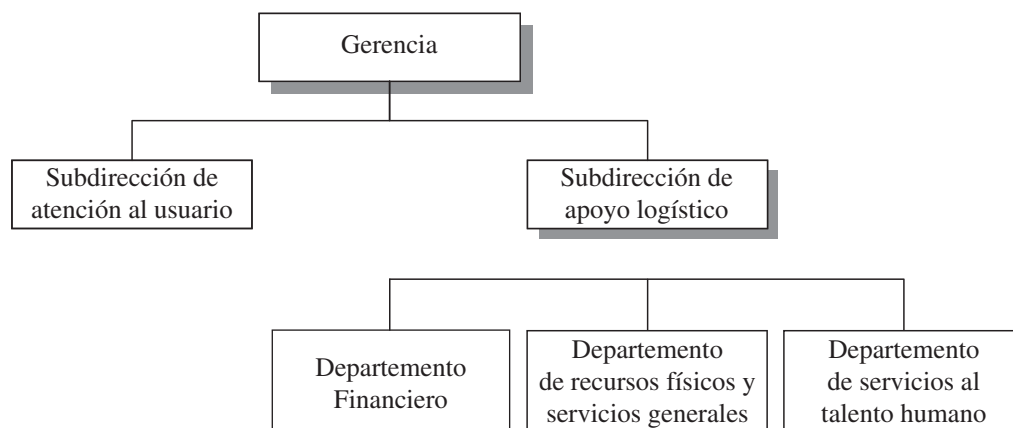 Gerencia
Subdirección de
atención al usuario
Subdirección de
apoyo logístico
Departemento
Financiero
Departemento
de recursos físicos y
servicios generales
Departemento
de servicios al
talento humano